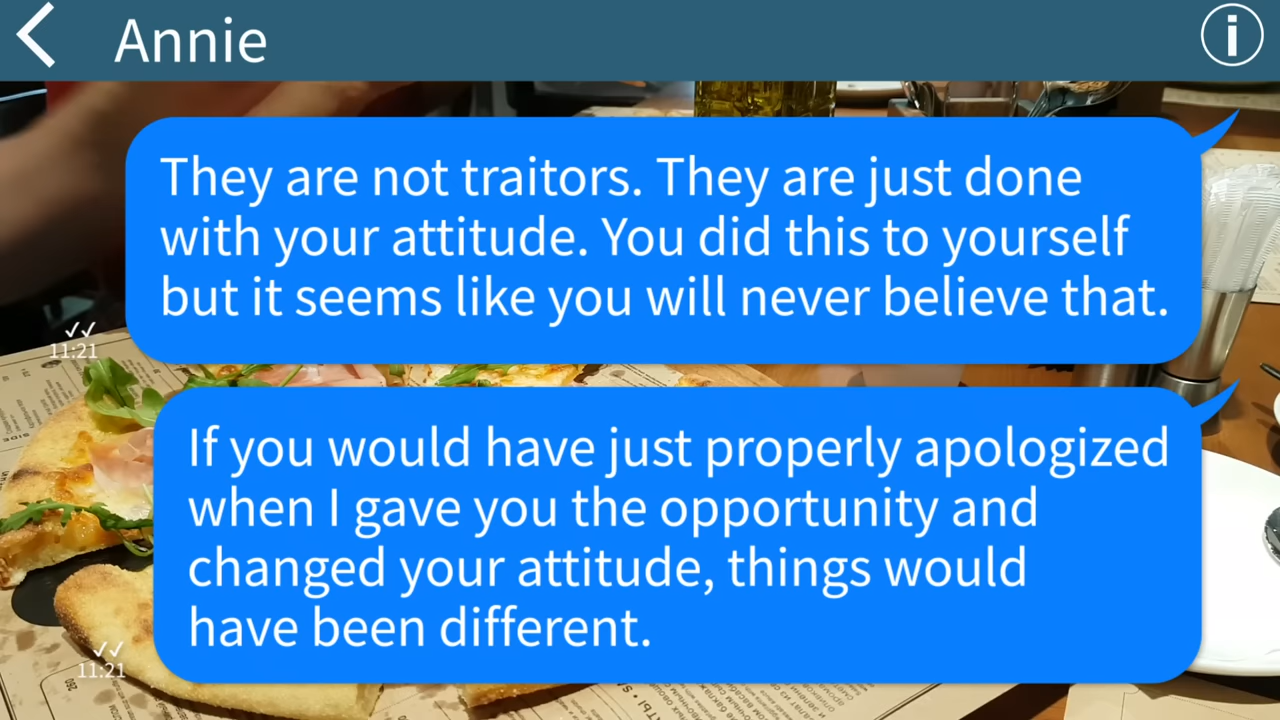 Annie
They are not traitors. They are just done
with your attitude. You did this to yourself
but it seems like you will never believe that.
11:21
If you would have just properly apologized
when I gave you the opportunity and
changed your attitude, things would
have been different.
11:21
SIDE